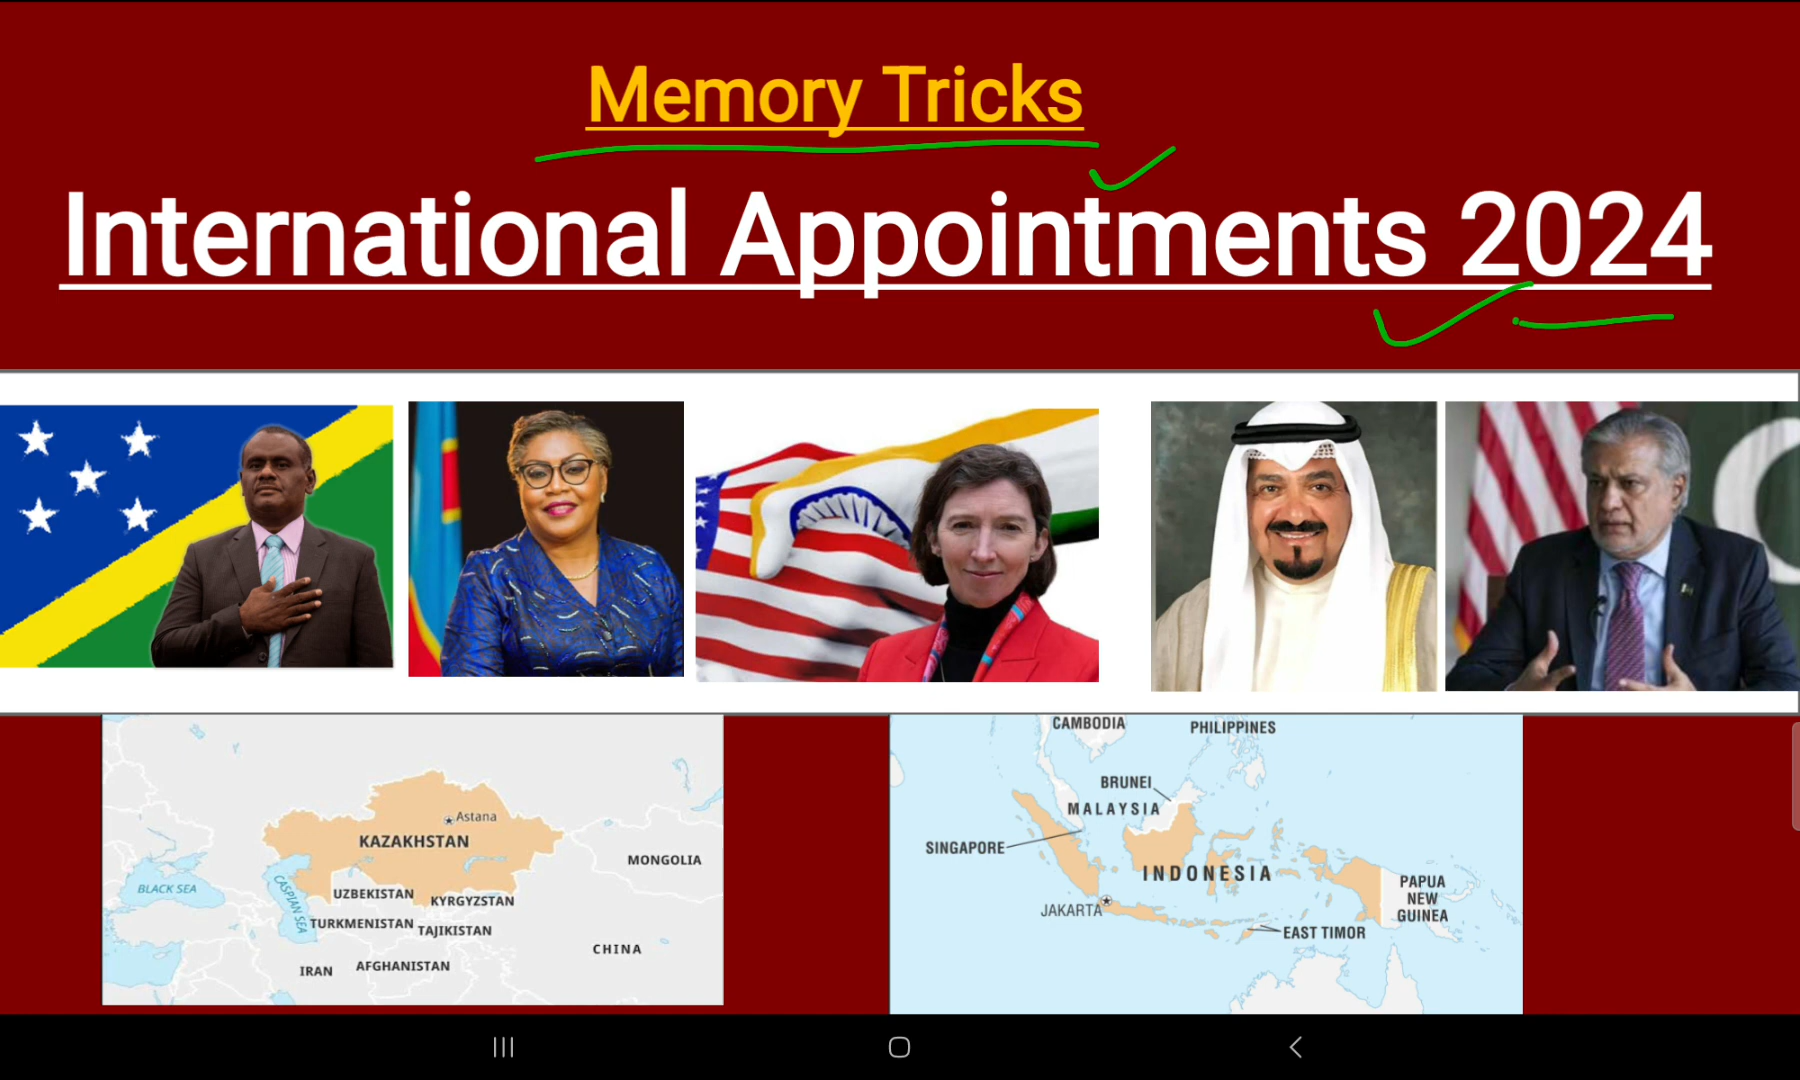 Memory Tricks
International Appointments 2024
Astana
KAZAKHSTAN
MONGOLIA
BLACK SEA
CASPIAN SEA
UZBEKISTAN
KYRGYZSTAN
TURKMENISTAN
TAJIKISTAN
CHINA
IRAN
AFGHANISTAN
CAMBODIA
PHILIPPINES
BRUNEI
MALAYSIA
SINGAPORE
INDONESIA
PAPUA
NEW
GUINEA
JAKARTA
EAST TIMOR